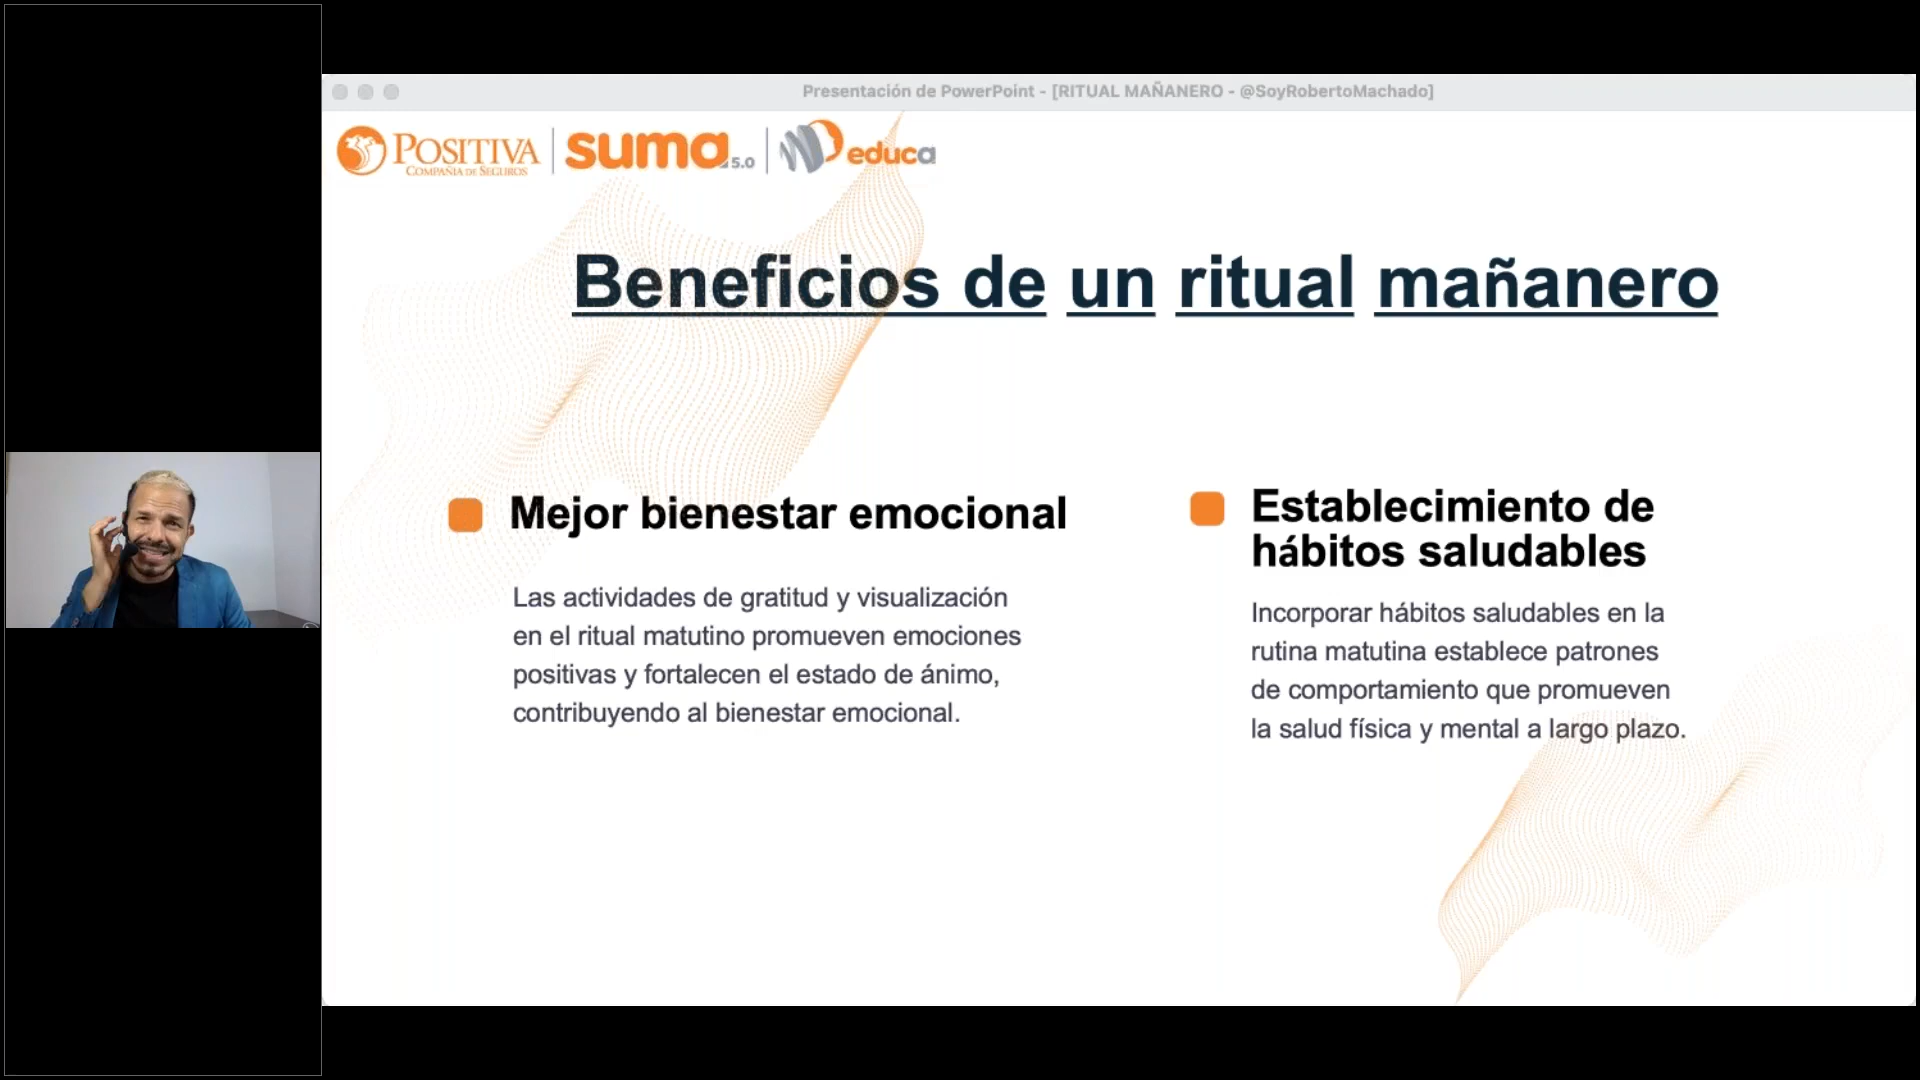 Presentación de PowerPoint - [RITUAL MAÑANERO - @SoyRobertoMachado]
POSITIVA
COMPAÑIA DE SEGUROS
suma 5.0
educa
Beneficios de un ritual mañanero
Mejor bienestar emocional
Las actividades de gratitud y visualización
en el ritual matutino promueven emociones
positivas y fortalecen el estado de ánimo,
contribuyendo al bienestar emocional.
Establecimiento de
hábitos saludables
Incorporar hábitos saludables en la
rutina matutina establece patrones
de comportamiento que promueven
la salud física y mental a largo plazo.